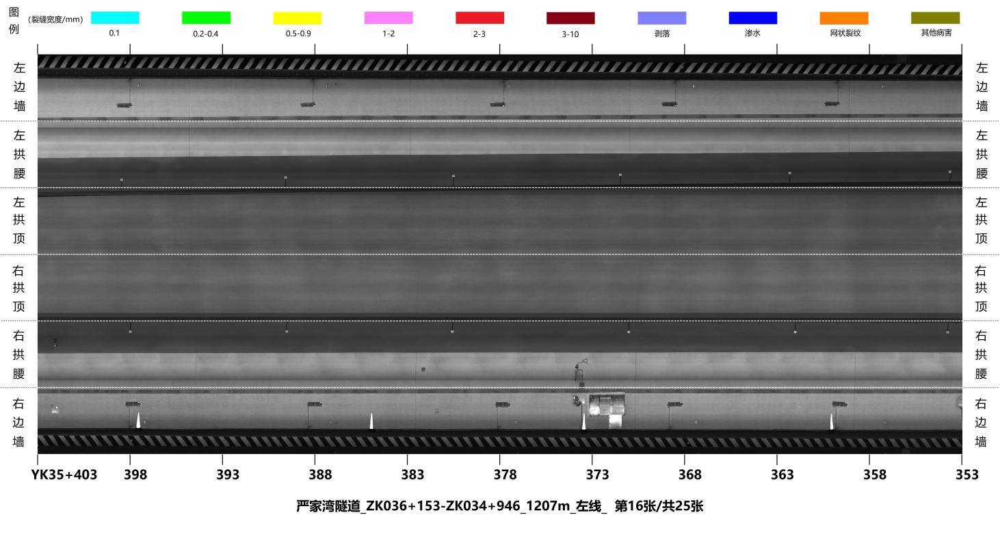 图例 (裂缝宽度/mm)
0.1 0.2-0.4 0.5-0.9 1-2 2-3 3-10 剥落 渗水 网状裂纹 其他病害
左边墙 左边墙
左拱腰 左拱腰
左拱顶 左拱顶
右拱顶 右拱顶
右拱腰 右拱腰
右边墙 右边墙
YK35+403 398 393 388 383 378 373 368 363 358 353
严家湾隧道_ZK036+153-ZK034+946_1207m_左线_ 第16张/共25张